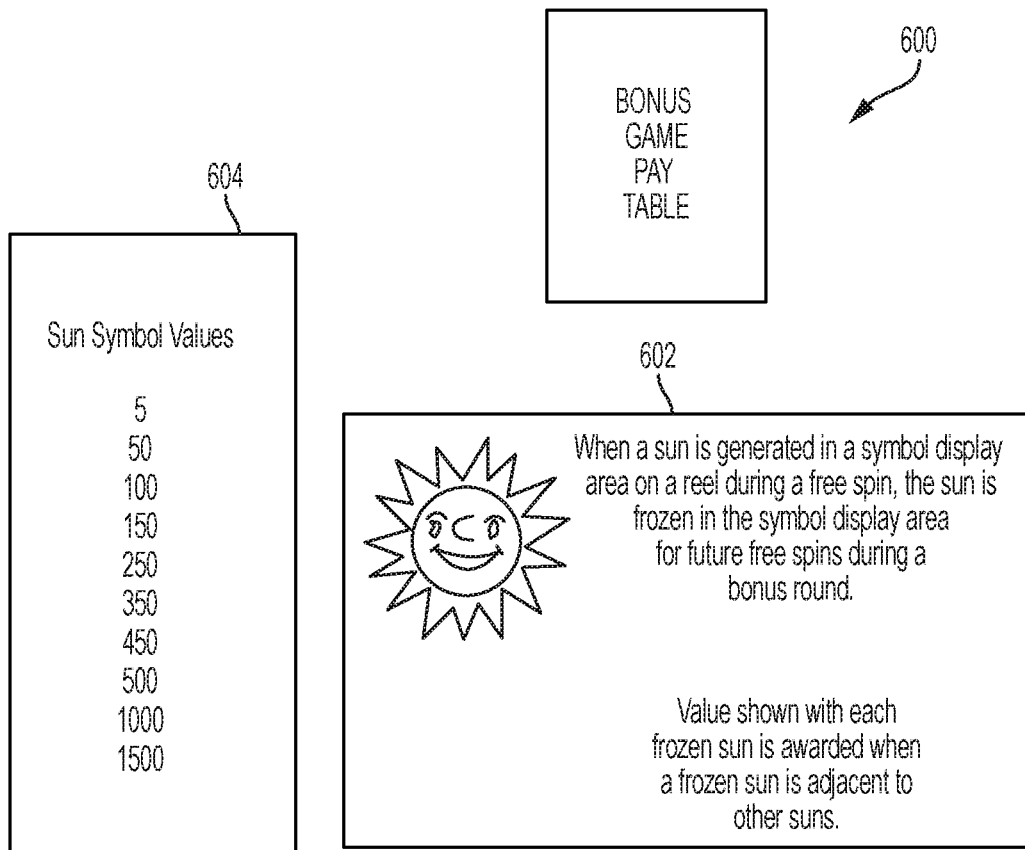 600
BONUS
GAME
PAY
TABLE
604
Sun Symbol Values
5
50
100
150
250
350
450
500
1000
1500
602
When a sun is generated in a symbol display
area on a reel during a free spin, the sun is
frozen in the symbol display area
for future free spins during a
bonus round.
Value shown with each
frozen sun is awarded when
a frozen sun is adjacent to
other suns.